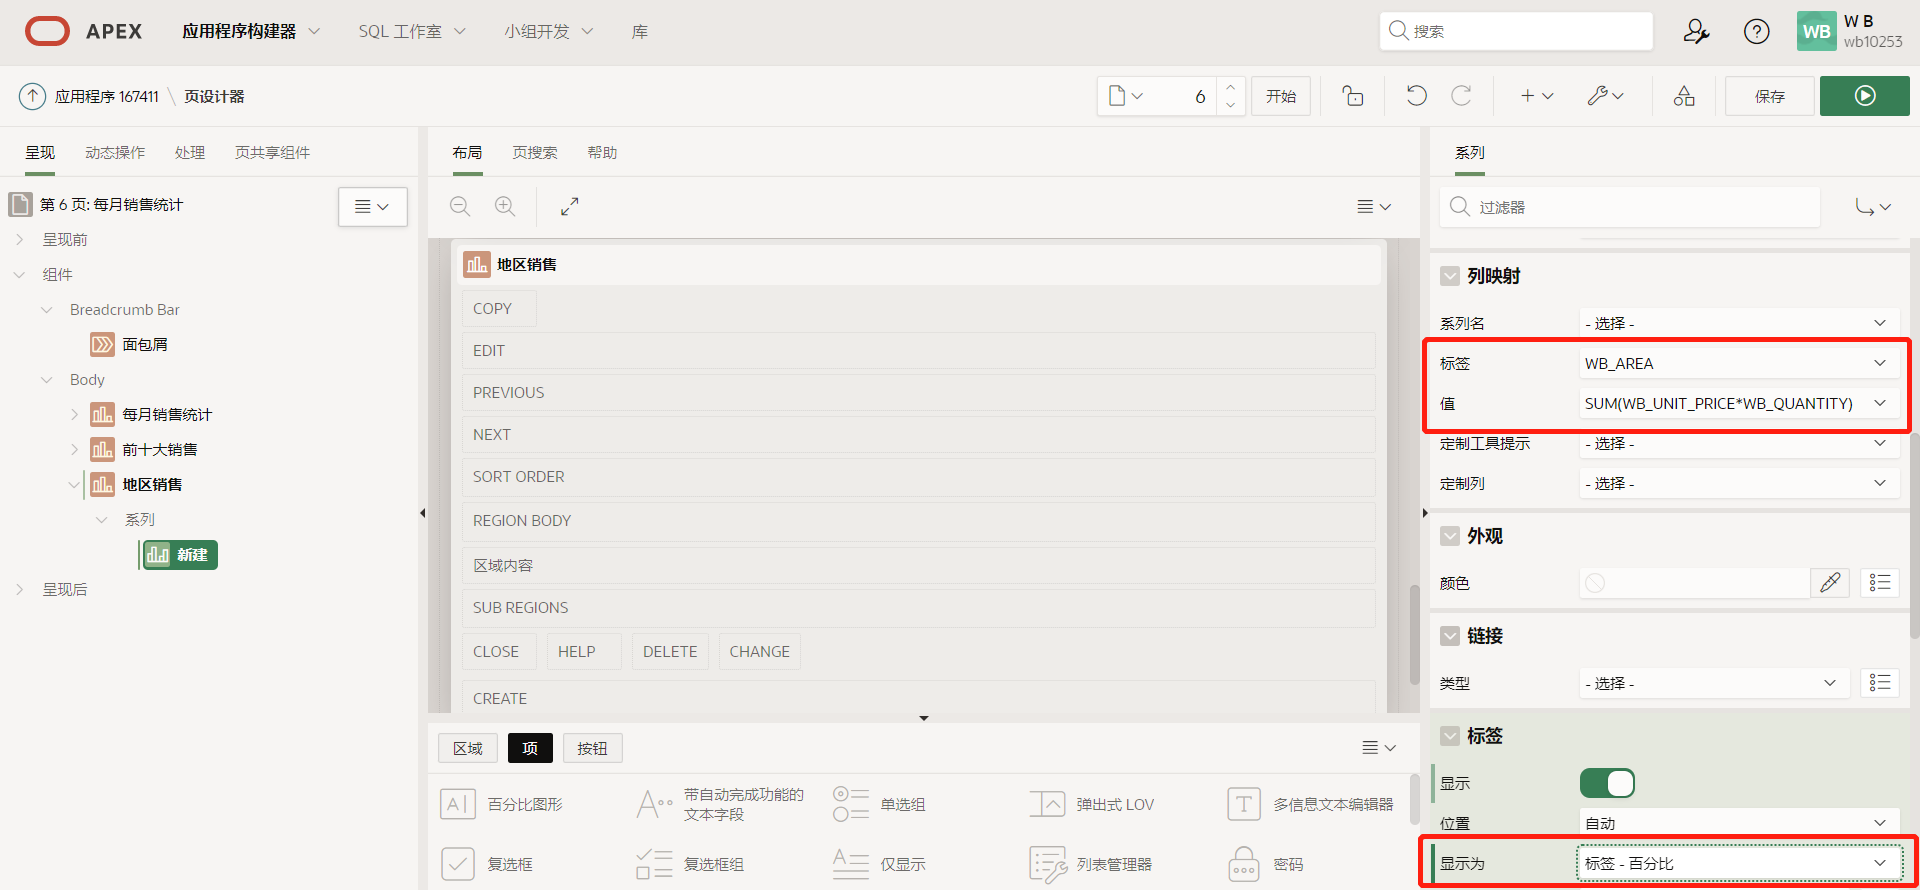 APEX
应用程序构建器
SQL 工作室
小组开发
库
搜索
WB
W B
wb10253
应用程序 167411 \ 页设计器
6
开始
保存
呈现
动态操作
处理
页共享组件
第 6 页: 每月销售统计
呈现前
组件
Breadcrumb Bar
面包屑
Body
每月销售统计
前十大销售
地区销售
系列
新建
呈现后
布局
页搜索
帮助
地区销售
COPY
EDIT
PREVIOUS
NEXT
SORT ORDER
REGION BODY
区域内容
SUB REGIONS
CLOSE
HELP
DELETE
CHANGE
CREATE
区域
项
按钮
百分比图形
带自动完成功能的
文本字段
单选组
弹出式 LOV
多信息文本编辑器
复选框
复选框组
仅显示
列表管理器
密码
系列
过滤器
列映射
系列名
- 选择 -
标签
WB_AREA
值
SUM(WB_UNIT_PRICE*WB_QUANTITY)
定制工具提示
- 选择 -
定制列
- 选择 -
外观
颜色
链接
类型
- 选择 -
标签
显示
位置
自动
显示为
标签 - 百分比